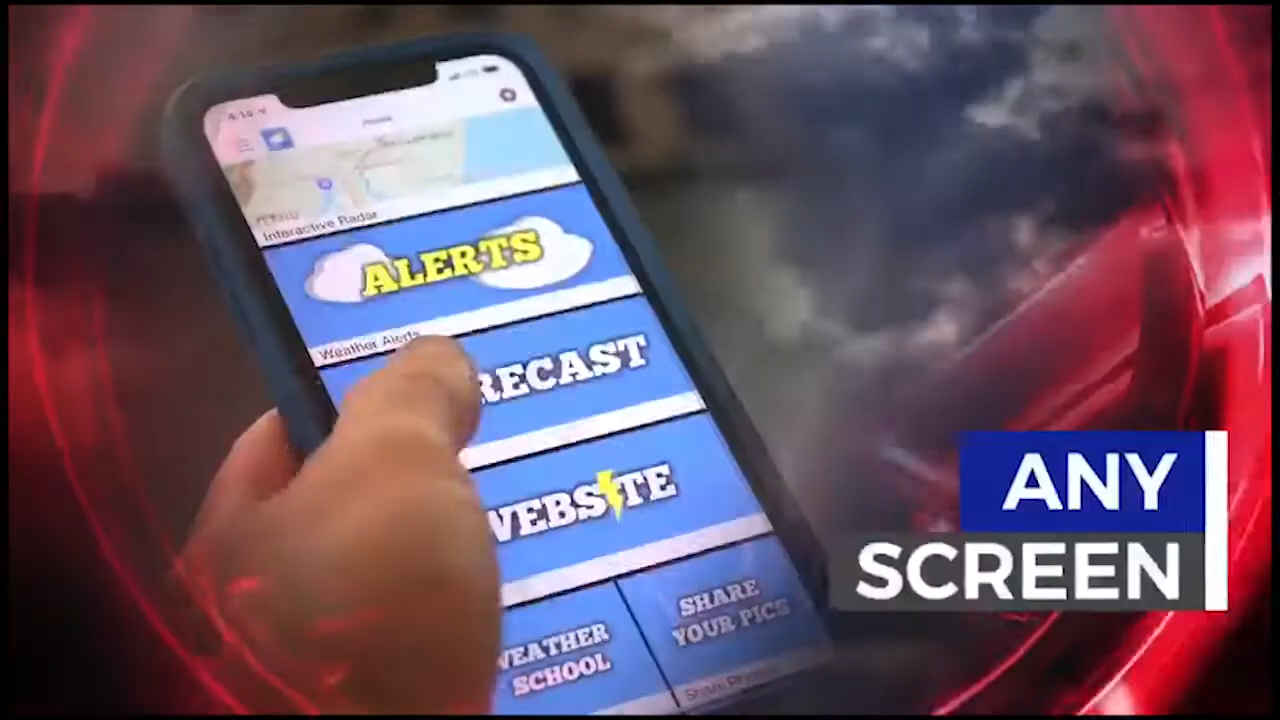 Interactive Radar
ALERTS
Weather Alerts
RECAST
WEBSITE
WEATHER
SCHOOL
SHARE
YOUR PICS
ANY
SCREEN